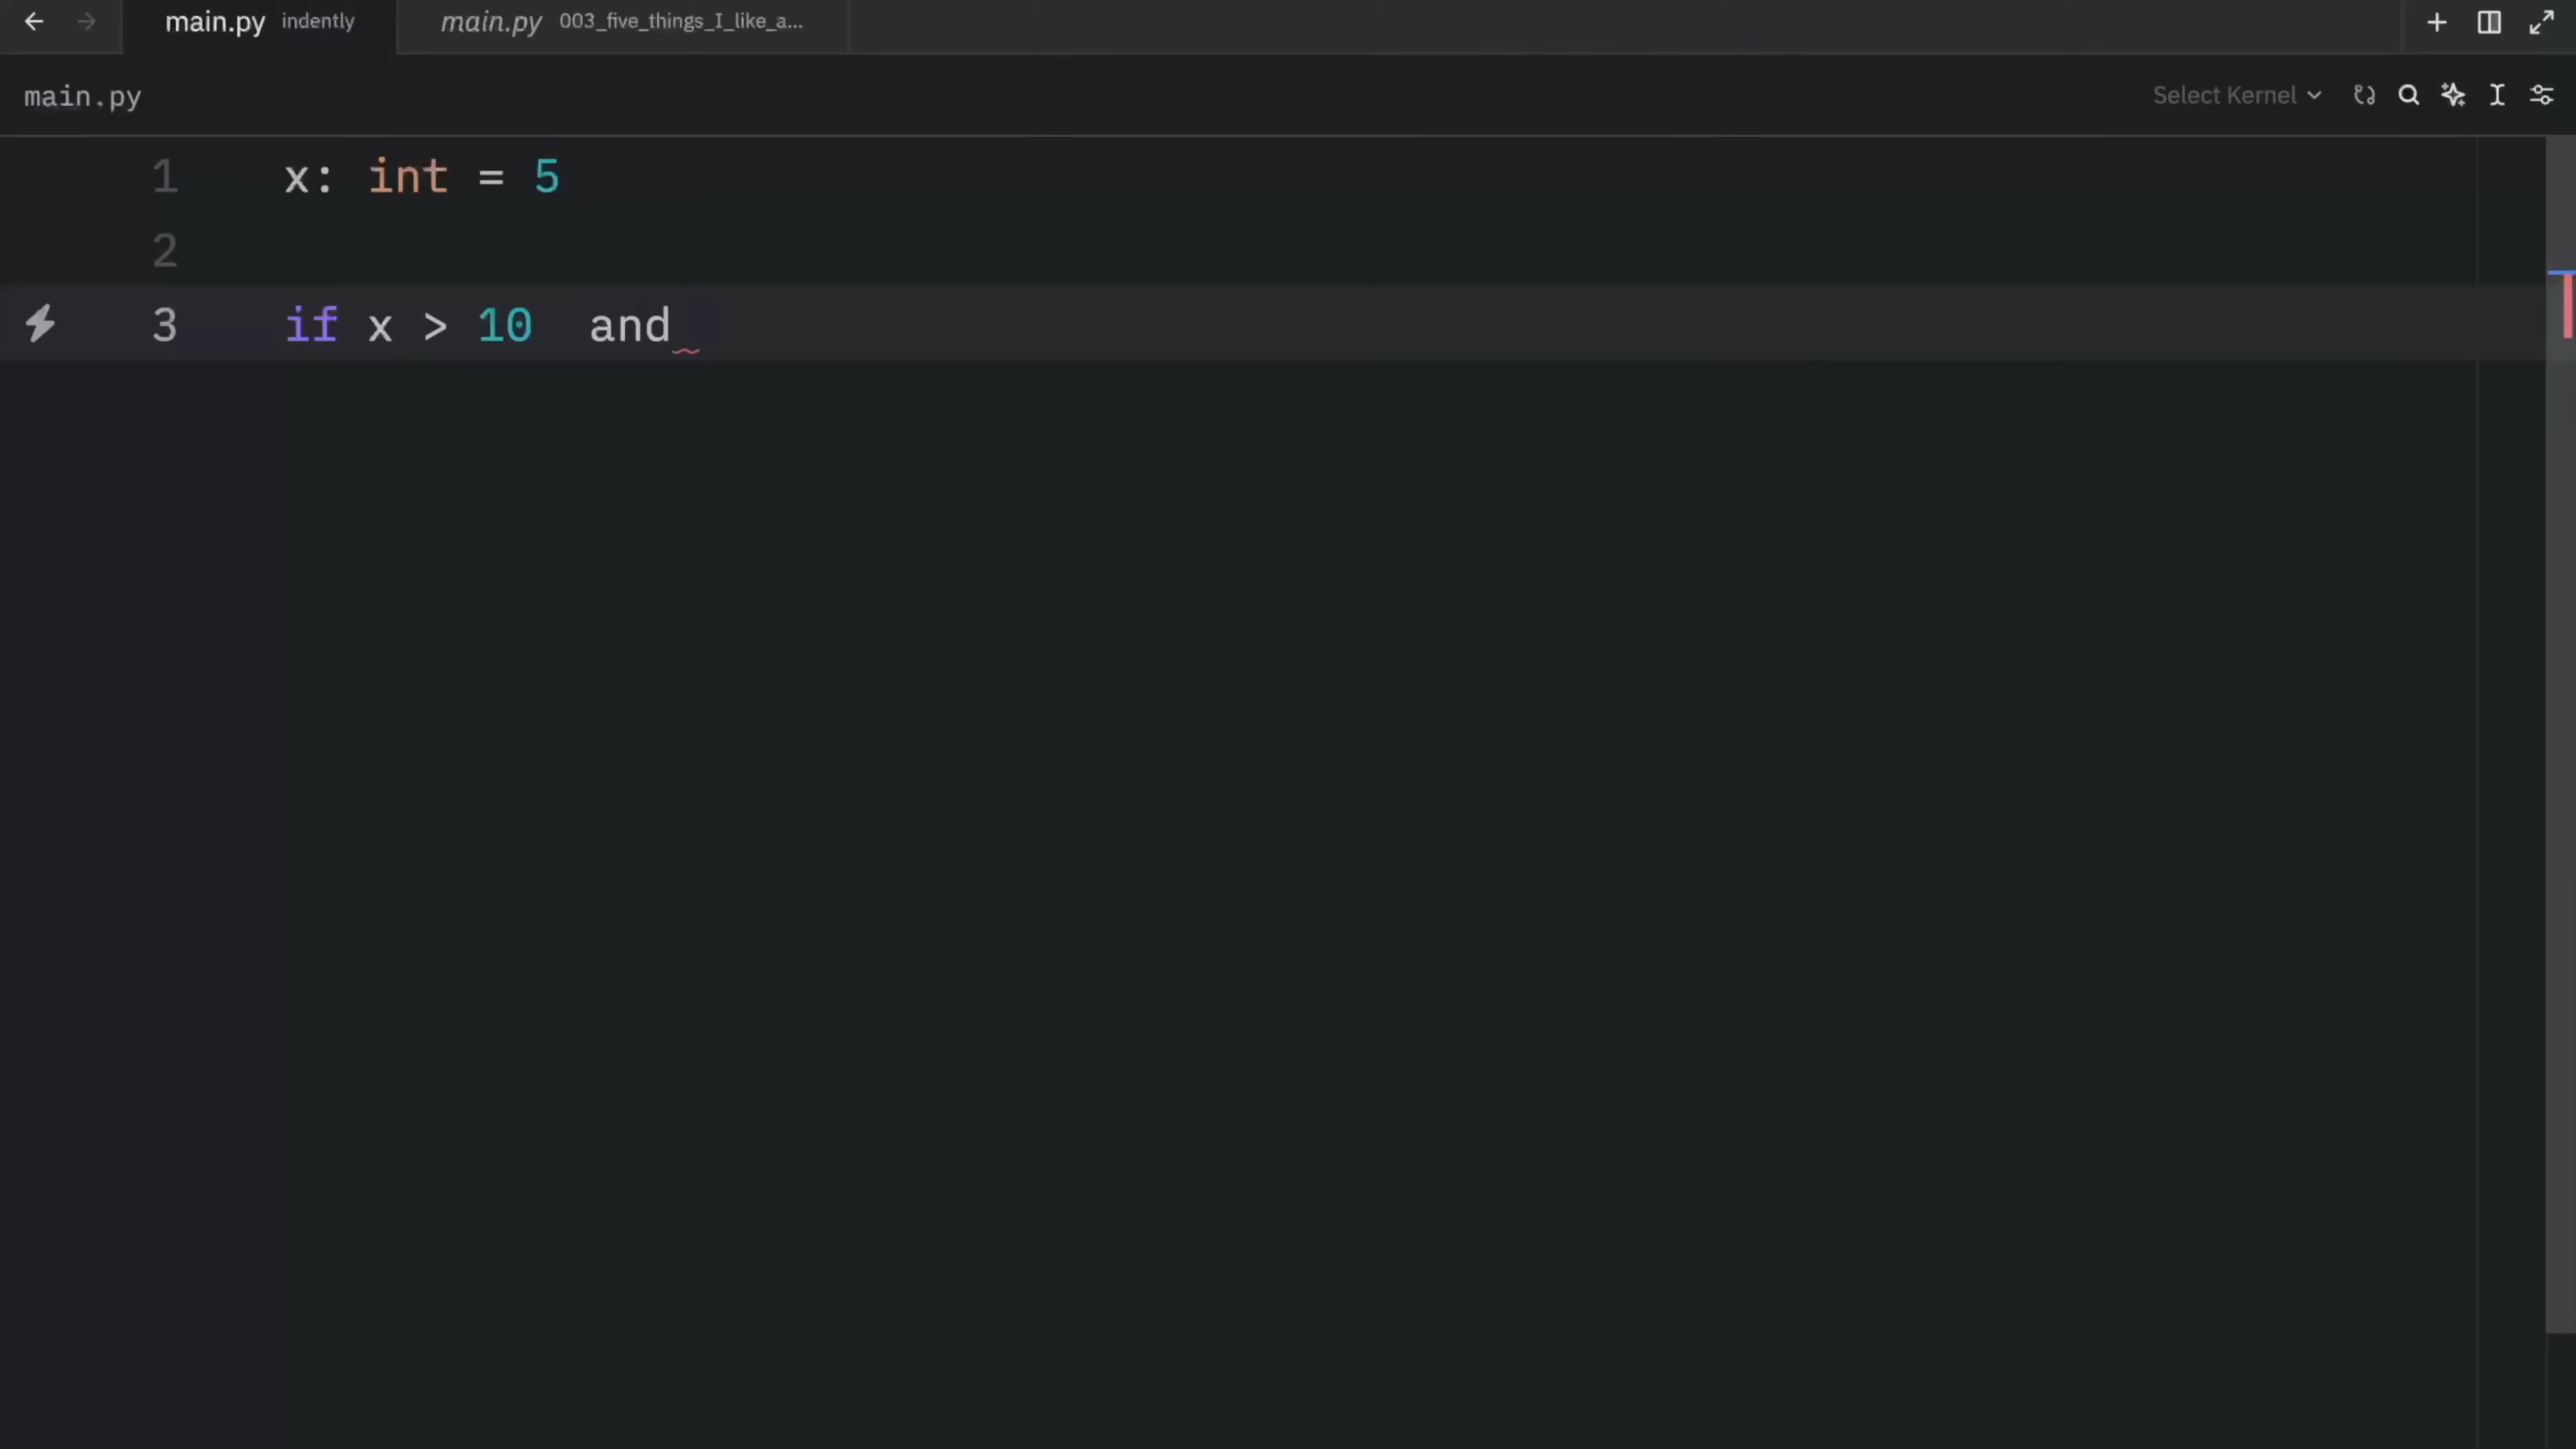 main.py indently main.py 003_five_things_I_like_a...
main.py Select Kernel
1 x: int = 5
2
3 if x > 10  and